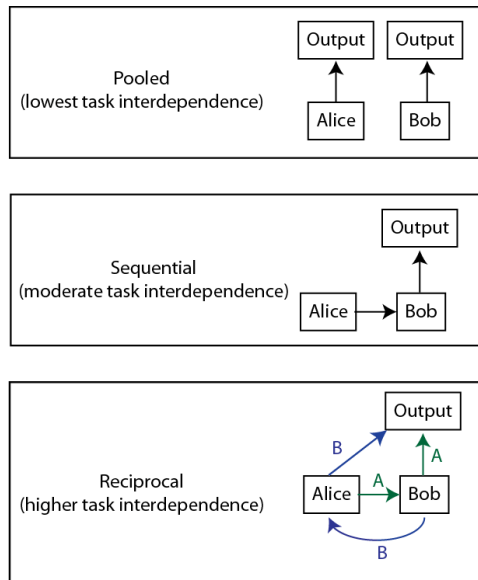 Pooled
(lowest task interdependence)
Output
Output
Alice
Bob
Sequential
(moderate task interdependence)
Output
Alice
Bob
Reciprocal
(higher task interdependence)
Output
B
A
Alice
A
Bob
B